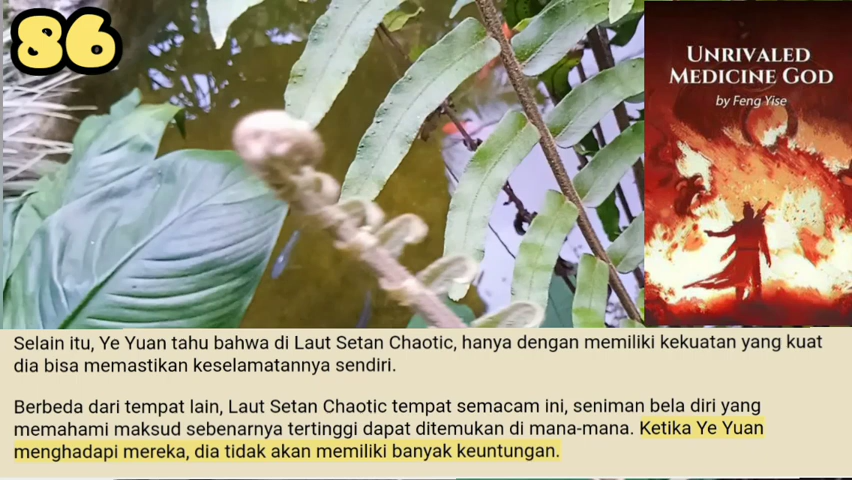 86
UNRIVALED
MEDICINE GOD
by Feng Yise
Selain itu, Ye Yuan tahu bahwa di Laut Setan Chaotic, hanya dengan memiliki kekuatan yang kuat
dia bisa memastikan keselamatannya sendiri.
Berbeda dari tempat lain, Laut Setan Chaotic tempat semacam ini, seniman bela diri yang
memahami maksud sebenarnya tertinggi dapat ditemukan di mana-mana. Ketika Ye Yuan
menghadapi mereka, dia tidak akan memiliki banyak keuntungan.